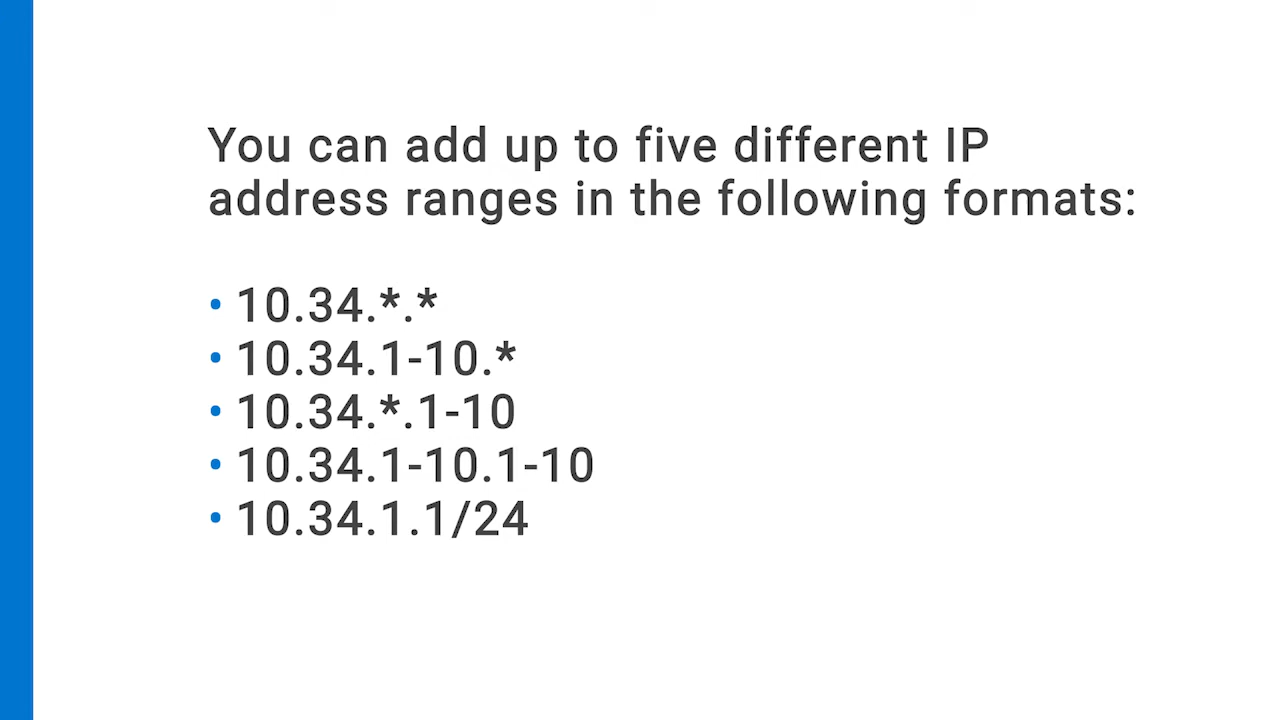 You can add up to five different IP
address ranges in the following formats:
• 10.34.*.*
• 10.34.1-10.*
• 10.34.*.1-10
• 10.34.1-10.1-10
• 10.34.1.1/24